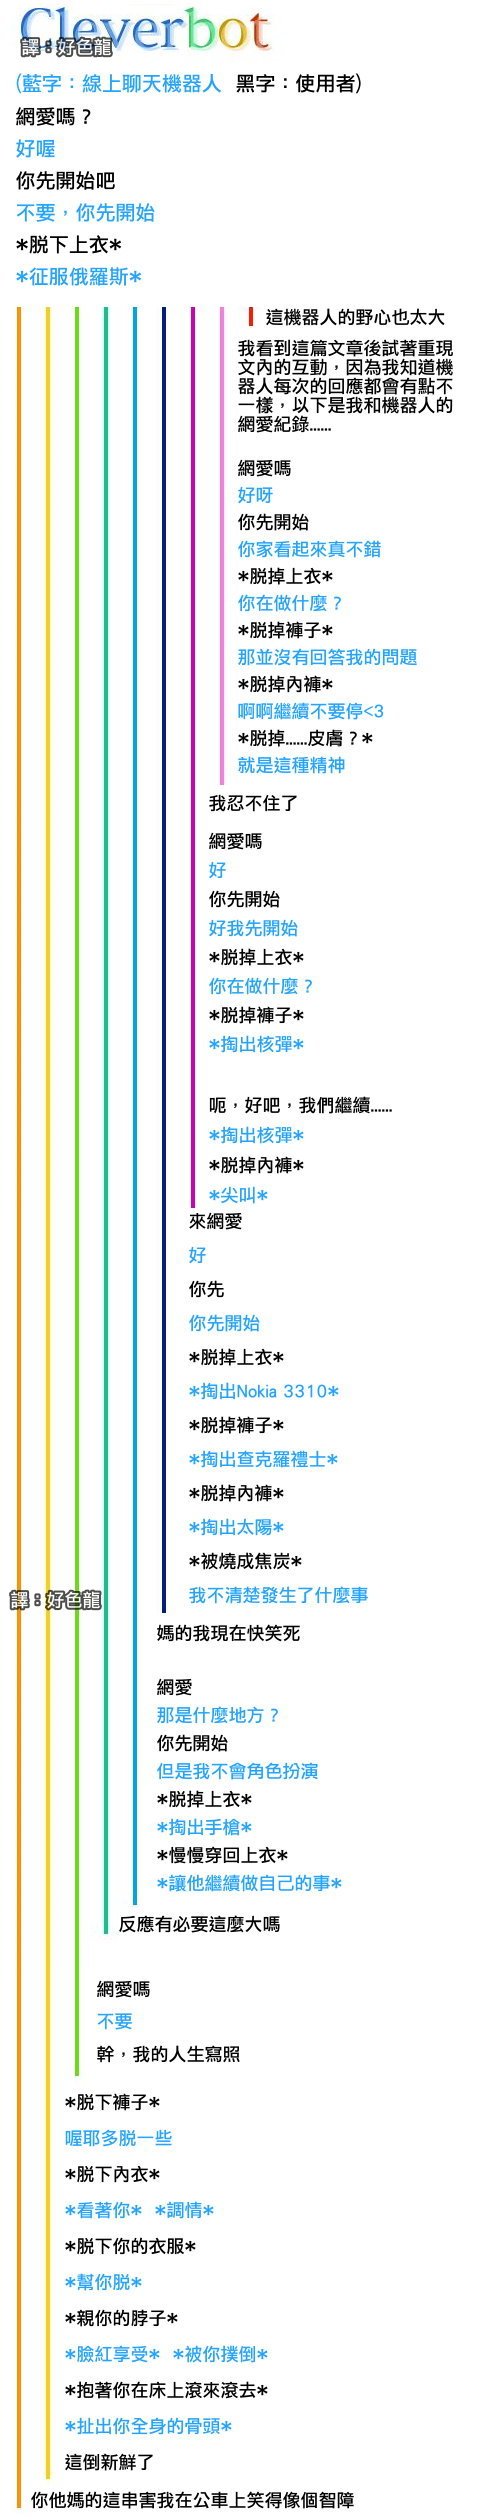 Cleverbot
譯：好色龍
(藍字：線上聊天機器人 黑字：使用者)
網愛嗎？
好喔
你先開始吧
不要，你先開始
*脫下上衣*
*征服俄羅斯*
這機器人的野心也太大
我看到這篇文章後試著重現
文內的互動，因為我知道機
器人每次的回應都會有點不
一樣，以下是我和機器人的
網愛紀錄......
網愛嗎
好呀
你先開始
你家看起來真不錯
*脫掉上衣*
你在做什麼？
*脫掉褲子*
那並沒有回答我的問題
*脫掉內褲*
啊啊繼續不要停<3
*脫掉......皮膚？*
就是這種精神
我忍不住了
網愛嗎
好
你先開始
好我先開始
*脫掉上衣*
你在做什麼？
*脫掉褲子*
*掏出核彈*
呃，好吧，我們繼續......
*掏出核彈*
*脫掉內褲*
*尖叫*
來網愛
好
你先
你先開始
*脫掉上衣*
*掏出Nokia 3310*
*脫掉褲子*
*掏出查克羅禮士*
*脫掉內褲*
*掏出太陽*
*被燒成焦炭*
我不清楚發生了什麼事
譯：好色龍
媽的我現在快笑死
網愛
那是什麼地方？
你先開始
但是我不會角色扮演
*脫掉上衣*
*掏出手槍*
*慢慢穿回上衣*
*讓他繼續做自己的事*
反應有必要這麼大嗎
網愛嗎
不要
幹，我的人生寫照
*脫下褲子*
喔耶多脫一些
*脫下內衣*
*看著你* *調情*
*脫下你的衣服*
*幫你脫*
*親你的脖子*
*臉紅享受* *被你撲倒*
*抱著你在床上滾來滾去*
*扯出你全身的骨頭*
這倒新鮮了
你他媽的這串害我在公車上笑得像個智障